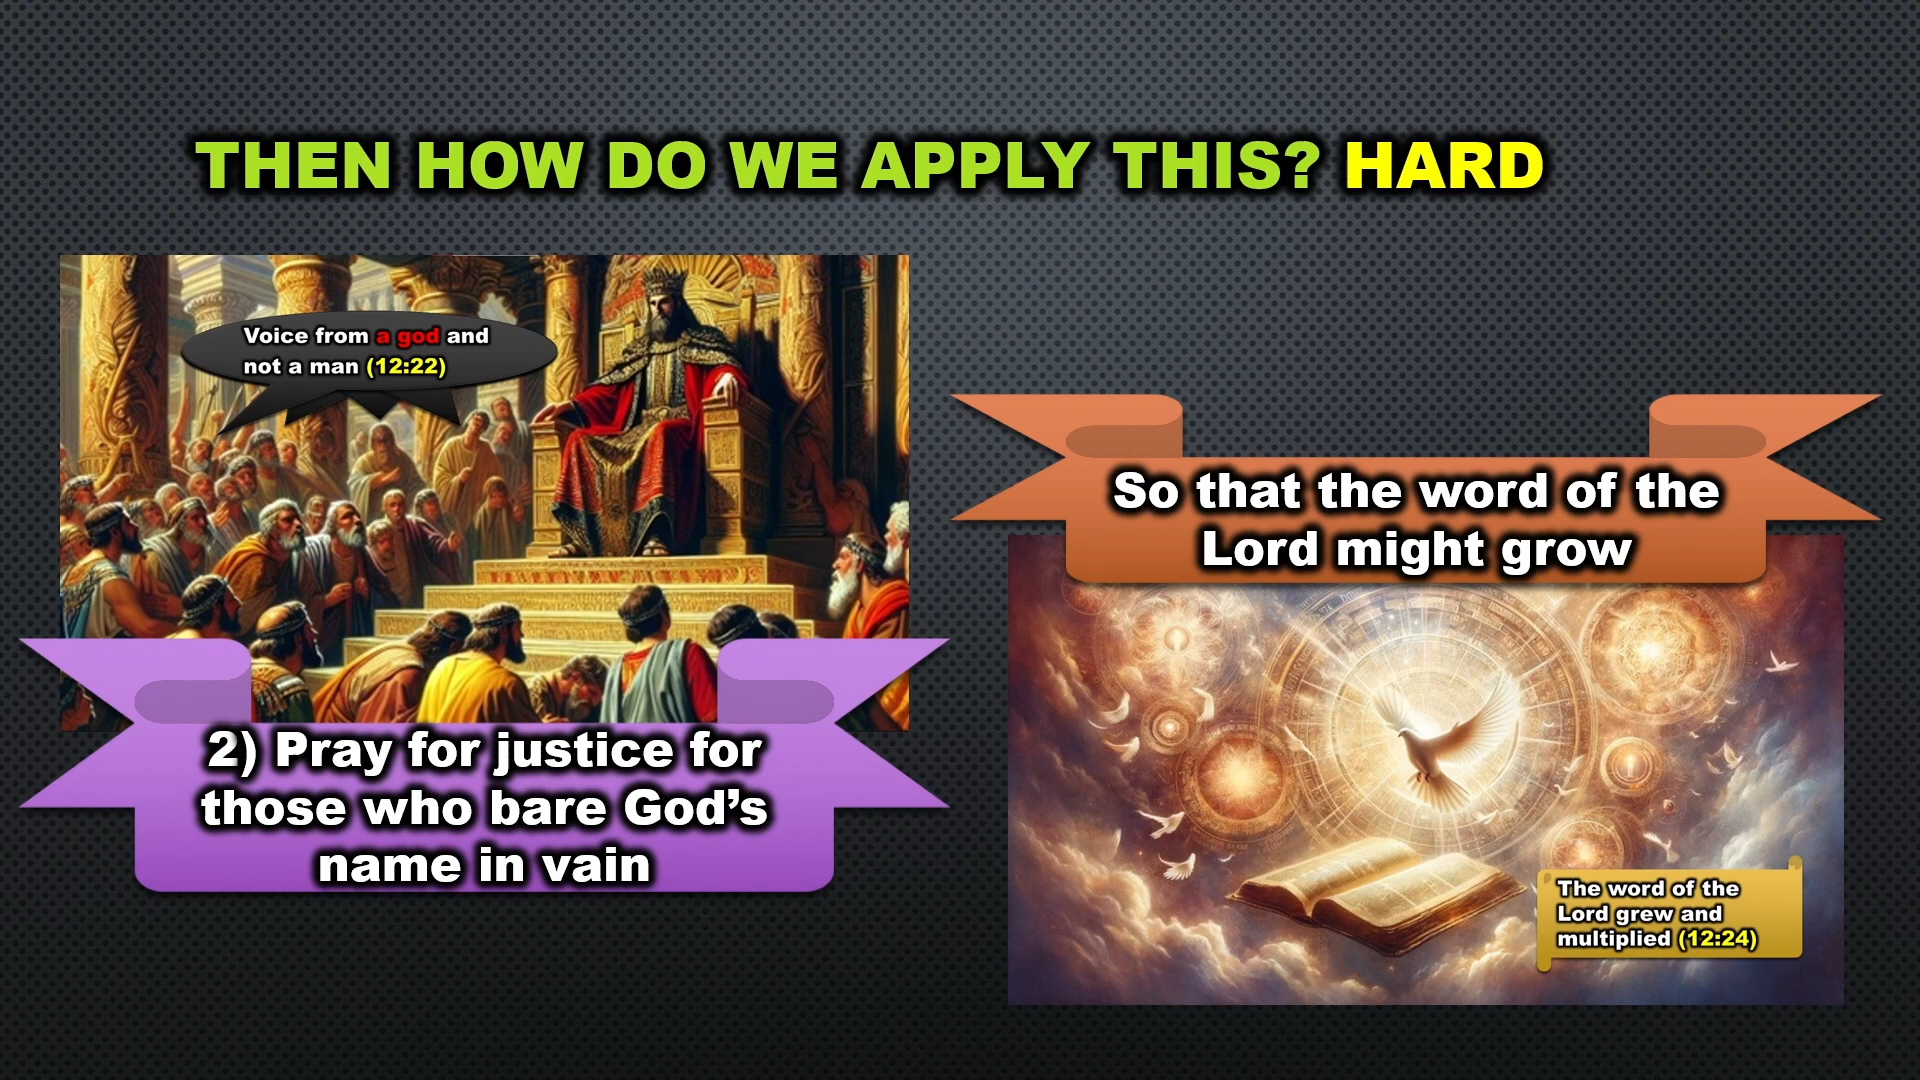 THEN HOW DO WE APPLY THIS? HARD
Voice from a god and
not a man (12:22)
2) Pray for justice for
those who bare God’s
name in vain
So that the word of the
Lord might grow
The word of the
Lord grew and
multiplied (12:24)